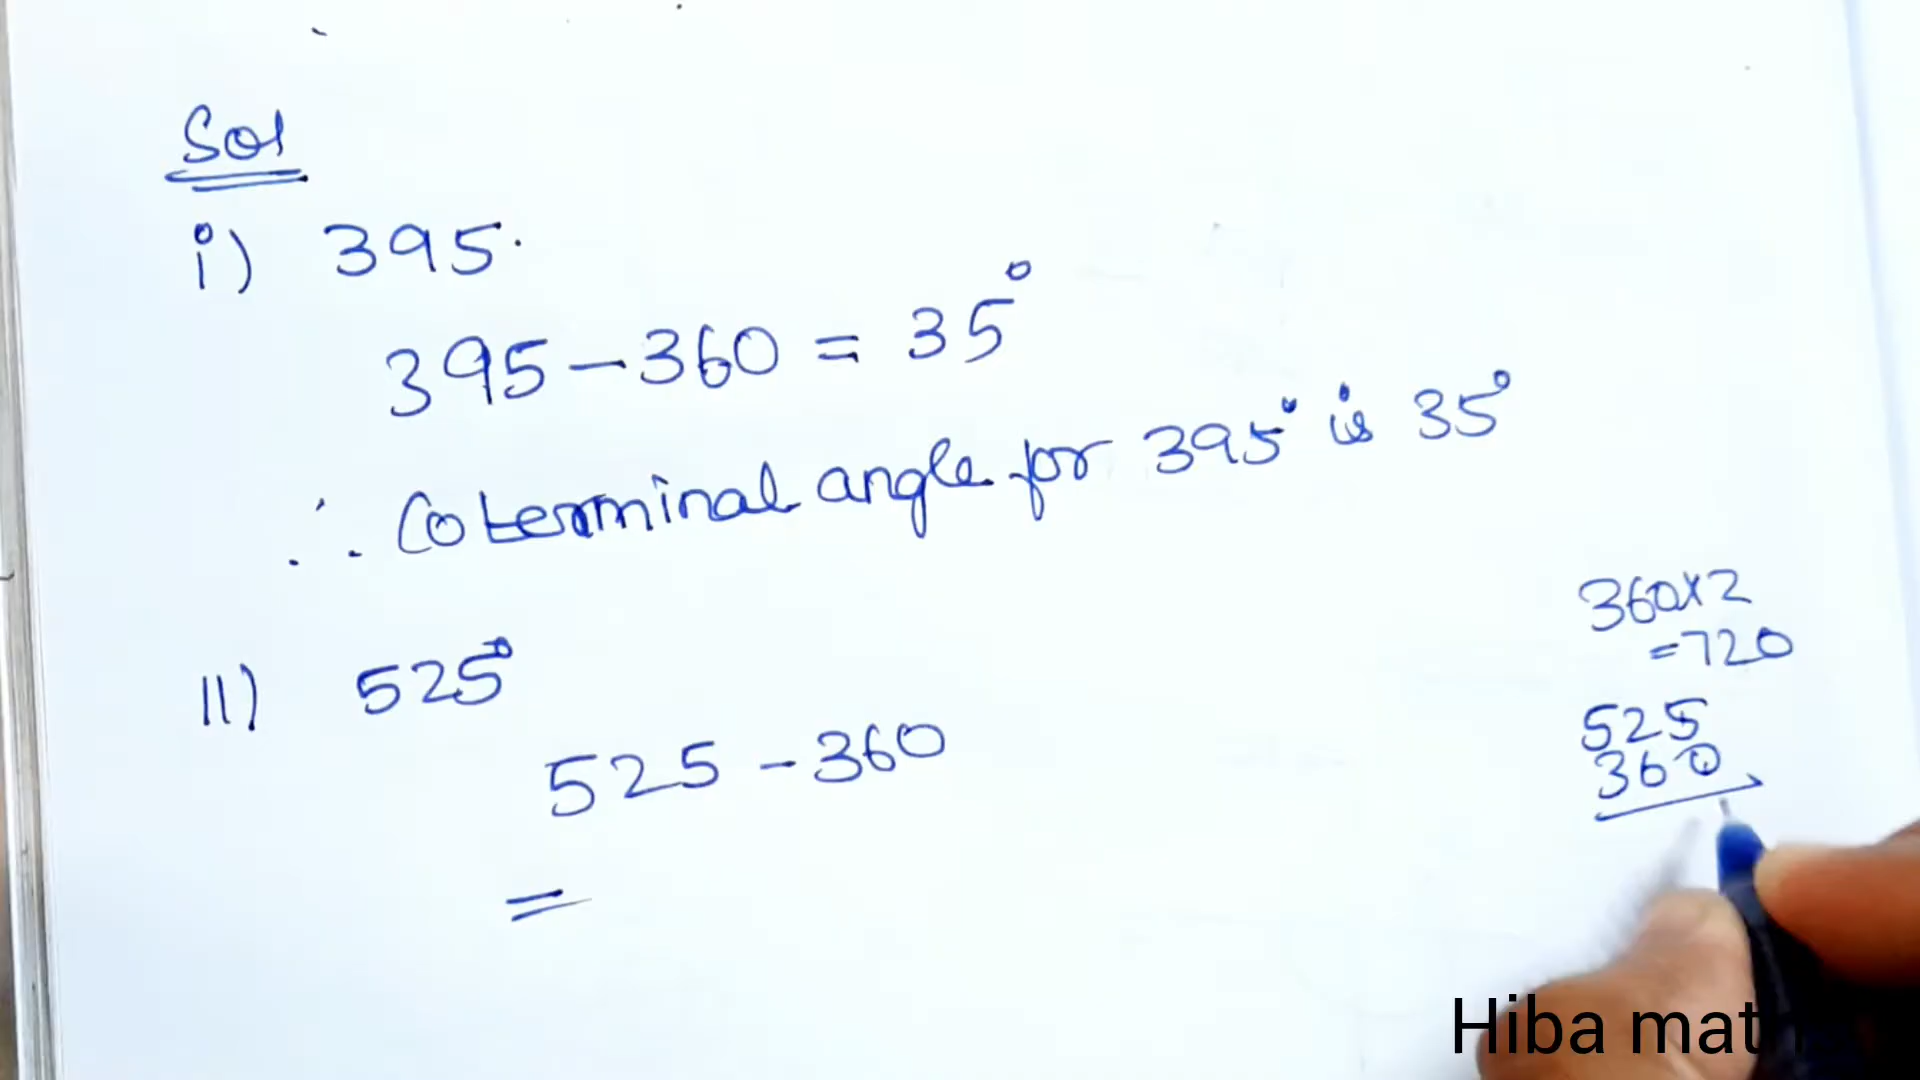 Sol
i) 395.
395 – 360 = 35°
∴ Coterminal angle for 395° is 35°
II) 525°
525 – 360
=
360×2
=720
525
360
Hiba mat